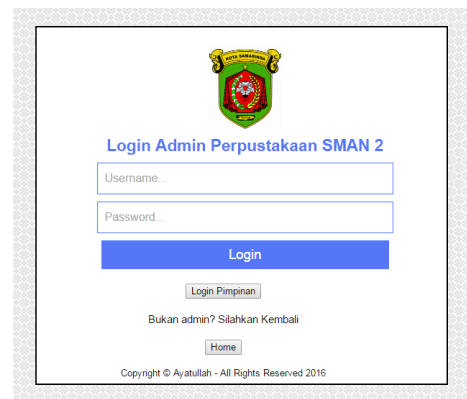 KOTA SAMARINDA
Login Admin Perpustakaan SMAN 2
Username...
Password...
Login
Login Pimpinan
Bukan admin? Silahkan Kembali
Home
Copyright © Ayatullah - All Rights Reserved 2016